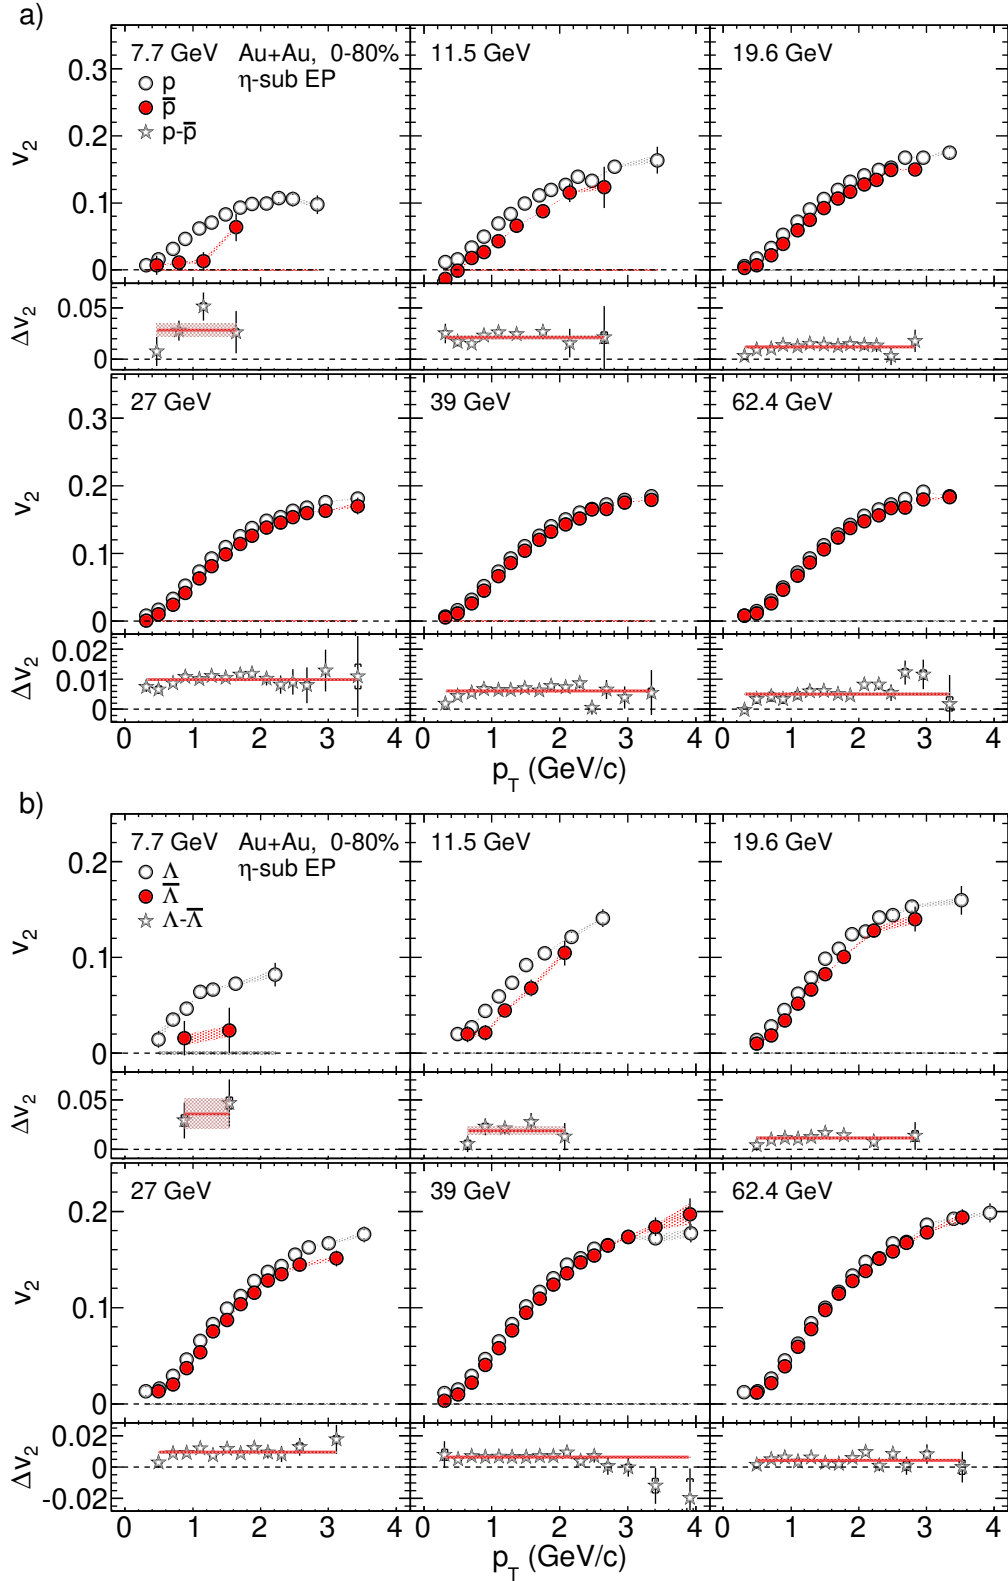 a)
7.7 GeV Au+Au, 0-80%
η-sub EP
p
p̅
p-p̅
11.5 GeV
19.6 GeV
v₂
0.3
0.2
0.1
0
Δv₂
0.05
0
27 GeV
39 GeV
62.4 GeV
v₂
0.3
0.2
0.1
0
Δv₂
0.02
0.01
0
0 1 2 3 4 0 1 2 3 4 0 1 2 3 4
p_T (GeV/c)
b)
7.7 GeV Au+Au, 0-80%
η-sub EP
Λ
Λ̅
Λ-Λ̅
11.5 GeV
19.6 GeV
v₂
0.2
0.1
0
Δv₂
0.05
0
27 GeV
39 GeV
62.4 GeV
v₂
0.2
0.1
0
Δv₂
0.02
0
-0.02
0 1 2 3 4 0 1 2 3 4 0 1 2 3 4
p_T (GeV/c)